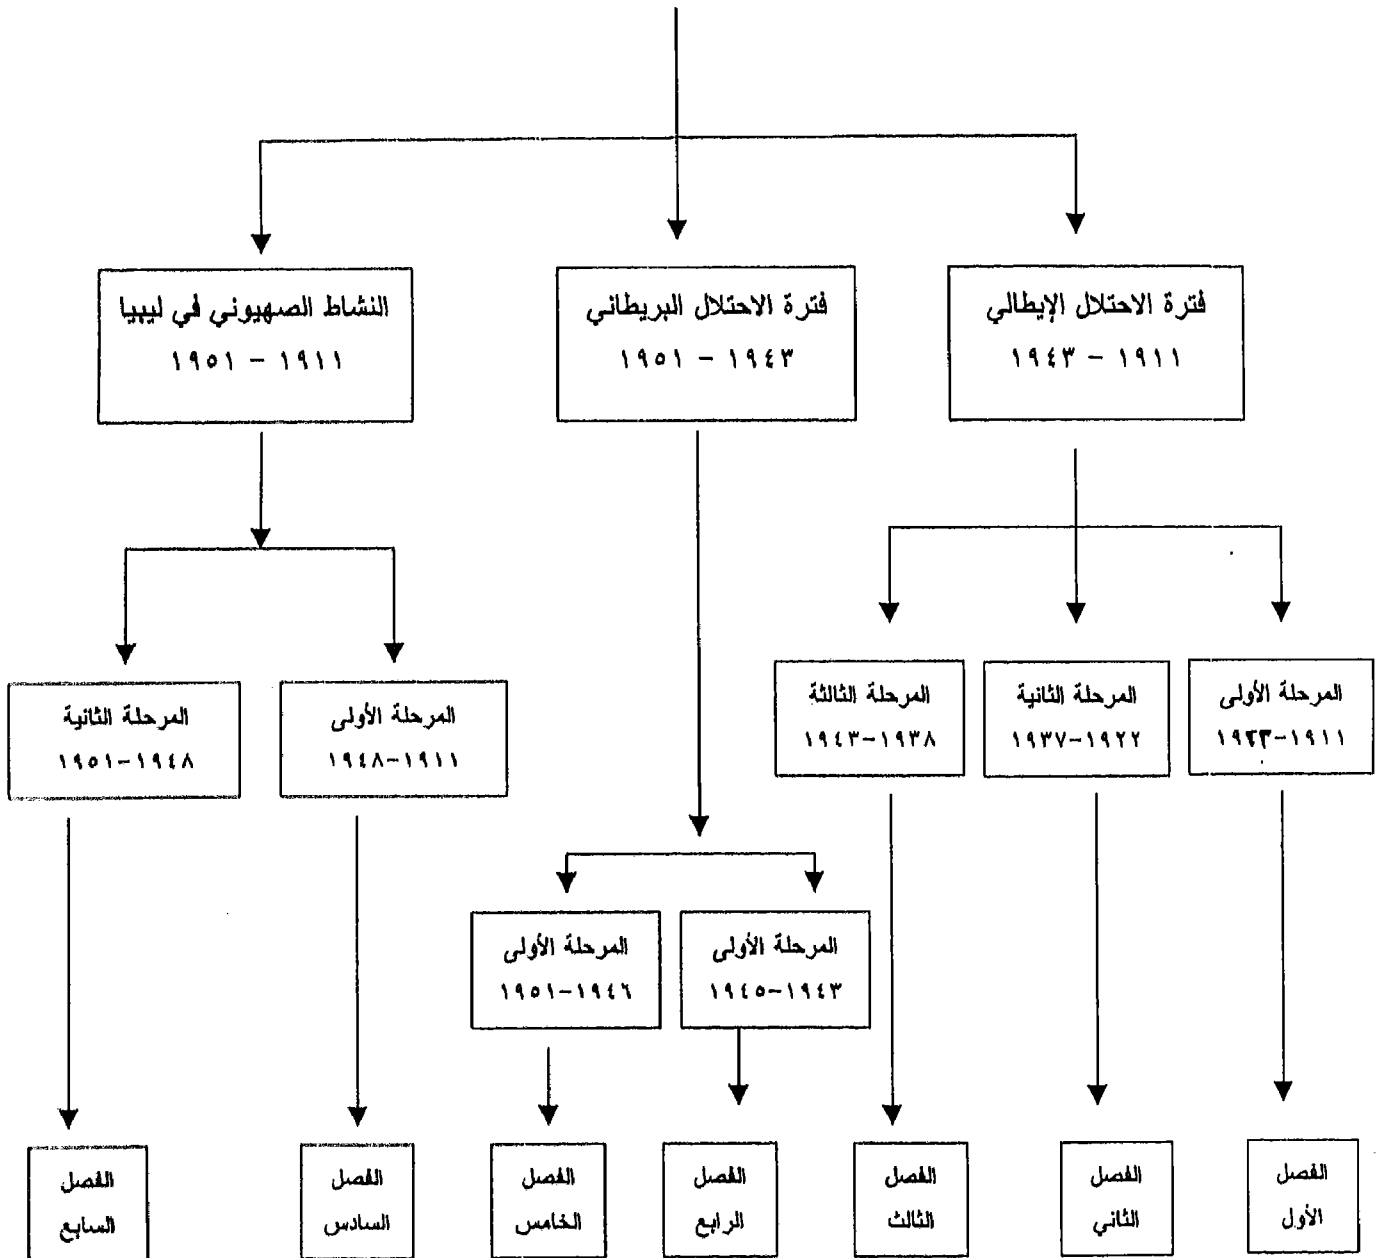 فترة الاحتلال الإيطالي
١٩١١ – ١٩٤٣
فترة الاحتلال البريطاني
١٩٤٣ – ١٩٥١
النشاط الصهيوني في ليبيا
١٩١١ – ١٩٥١
المرحلة الأولى
المرحلة الثانية
١٩٢٢-١٩٣٧
المرحلة الثالثة
١٩٣٨-١٩٤٣
المرحلة الأولى
١٩١١-١٩٤٨
المرحلة الثانية
١٩٤٨-١٩٥١
المرحلة الأولى
١٩٤٣-١٩٤٥
المرحلة الأولى
١٩٤٦-١٩٥١
الفصل
الأول
الفصل
الثاني
الفصل
الثالث
الفصل
الرابع
الفصل
الخامس
الفصل
السادس
الفصل
السابع